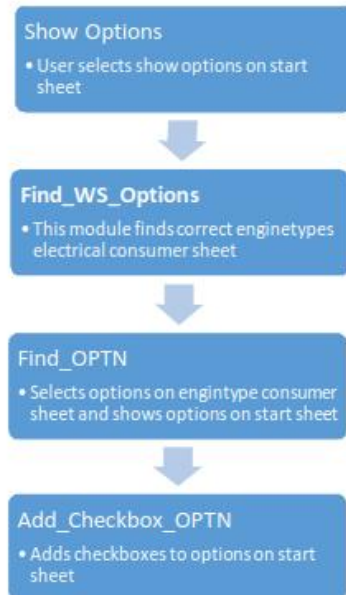 Show Options
• User selects show options on start
sheet
Find_WS_Options
• This module finds correct enginetypes
electrical consumer sheet
Find_OPTN
• Selects options on engintype consumer
sheet and shows options on start sheet
Add_Checkbox_OPTN
• Adds checkboxes to options on start
sheet